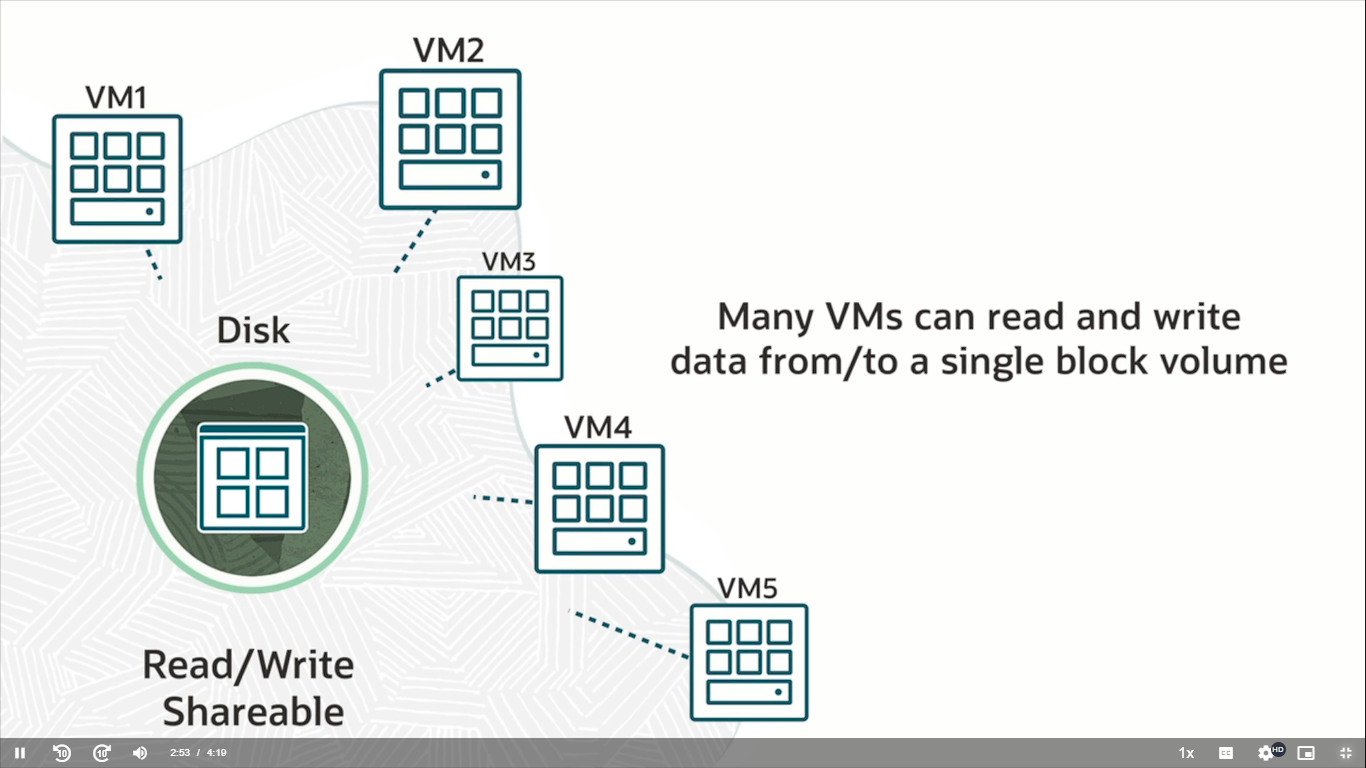 VM1
VM2
VM3
Disk
Many VMs can read and write
data from/to a single block volume
VM4
VM5
Read/Write
Shareable
10
10
2:53 / 4:19
1x
CC
HD